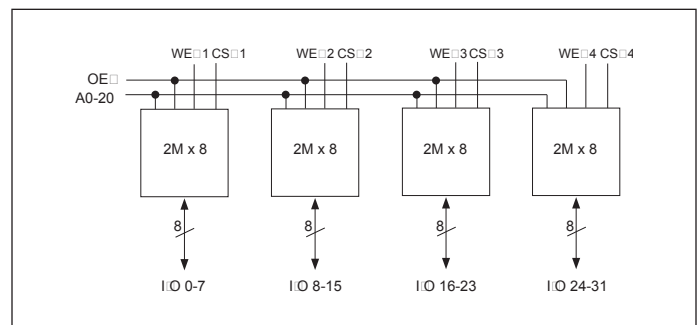 WE□1 CS□1 WE□2 CS□2 WE□3 CS□3 WE□4 CS□4
OE□
A0-20
2M x 8 2M x 8 2M x 8 2M x 8
8 8 8 8
I□O 0-7 I□O 8-15 I□O 16-23 I□O 24-31